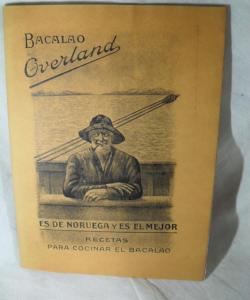 BACALAO
Overland
ES DE NORUEGA Y ES EL MEJOR
RECETAS
PARA COCINAR EL BACALAO